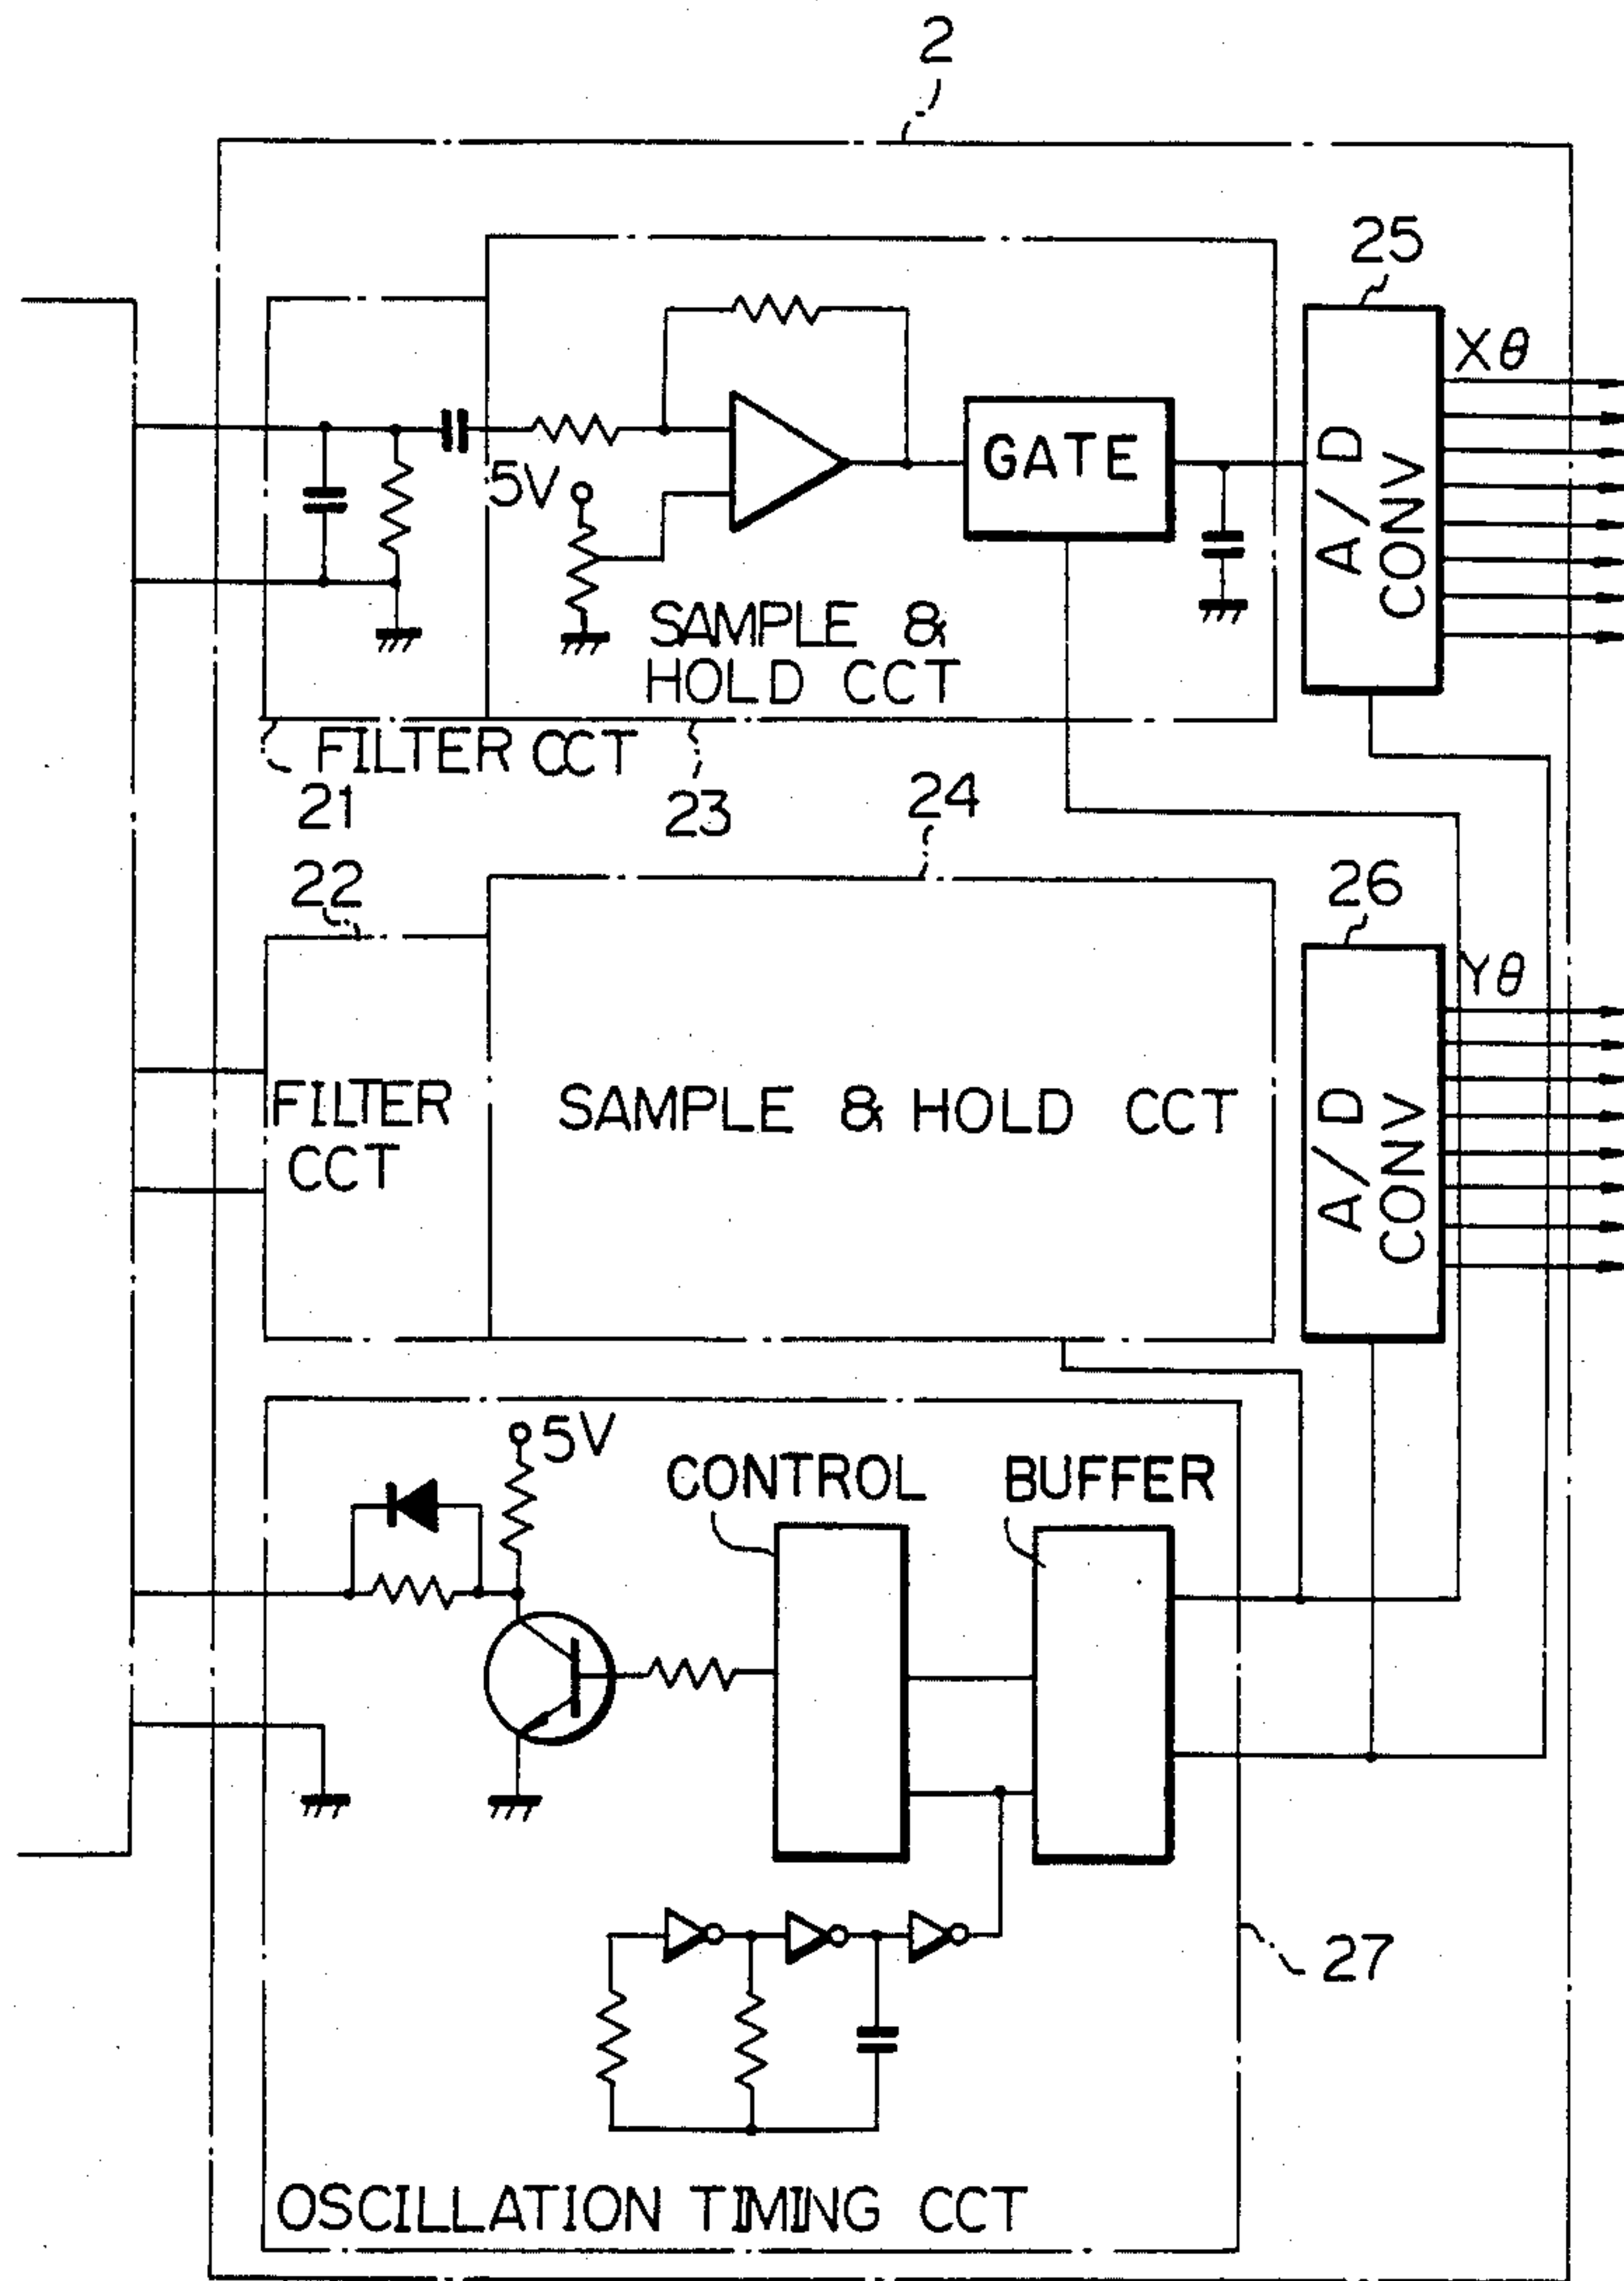 2
25
Xθ
A/D
CONV
GATE
5V
SAMPLE &
HOLD CCT
FILTER CCT
21
23
24
22
26
Yθ
A/D
CONV
FILTER
CCT
SAMPLE & HOLD CCT
5V
CONTROL
BUFFER
27
OSCILLATION TIMING CCT